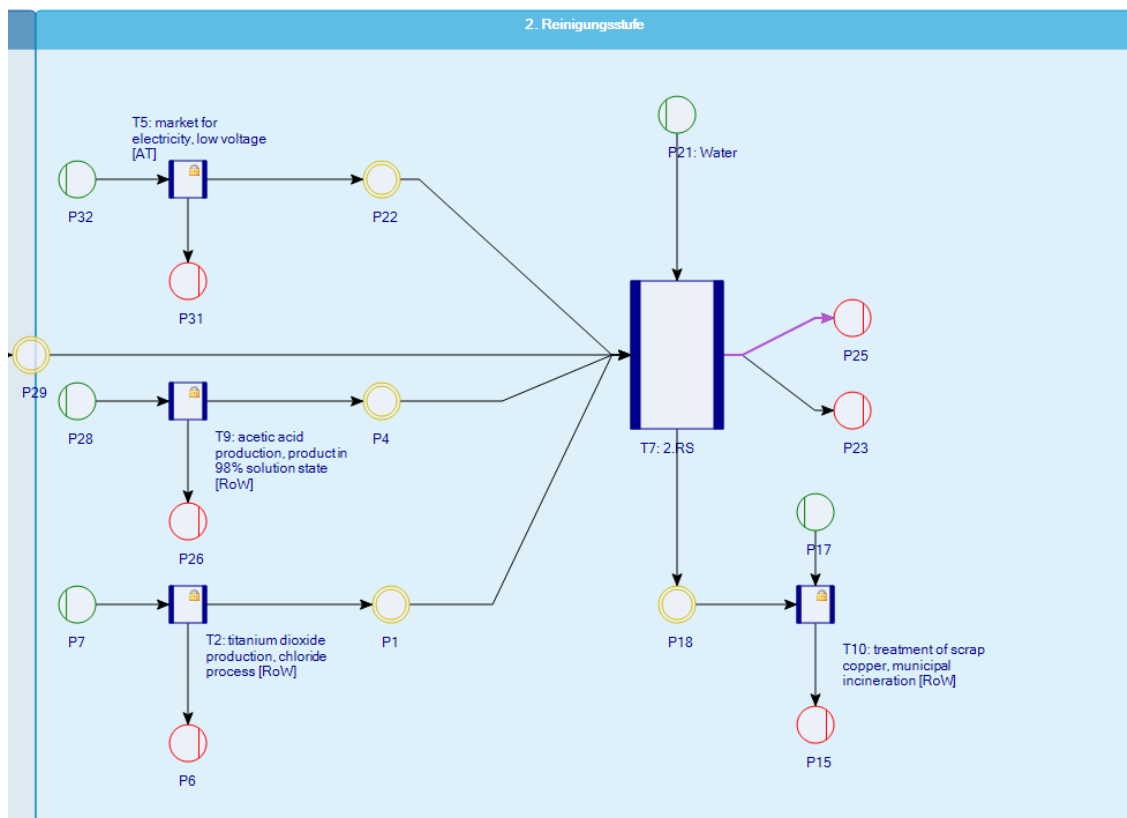 2. Reinigungsstufe
T5: market for
electricity, low voltage
[AT]
P21: Water
P32
P22
P31
P25
P29
P28
P4
P23
T9: acetic acid
production, product in
98% solution state
[RoW]
T7: 2.RS
P26
P17
P7
T2: titanium dioxide
production, chloride
process [RoW]
P1
P18
T10: treatment of scrap
copper, municipal
incineration [RoW]
P6
P15